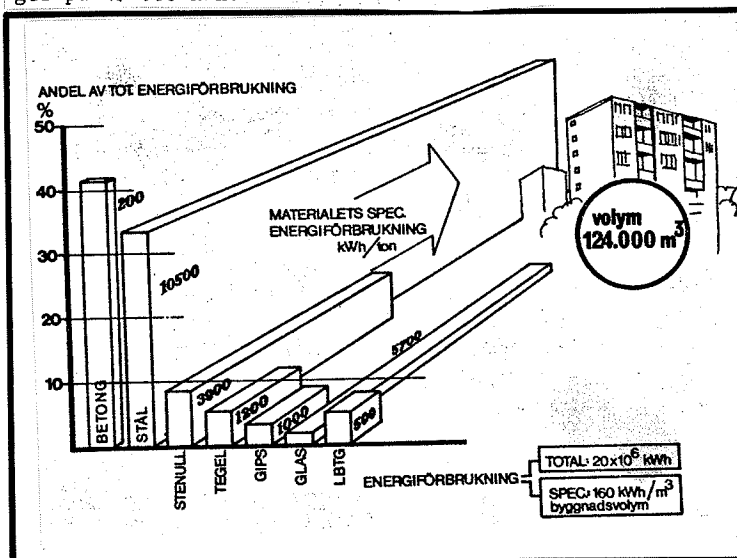 ANDEL AV TOT. ENERGIFÖRBRUKNING
%
50
40
30
20
10
200
10500
3900
1200
1000
5700
500
MATERIALETS SPEC.
ENERGIFÖRBRUKNING
kWh/ton
volym
124.000 m³
BETONG
STÅL
STENULL
TEGEL
GIPS
GLAS
LBTG
ENERGIFÖRBRUKNING
TOTAL: 20x10⁶ kWh
SPEC: 160 kWh/m³
byggnadsvolym